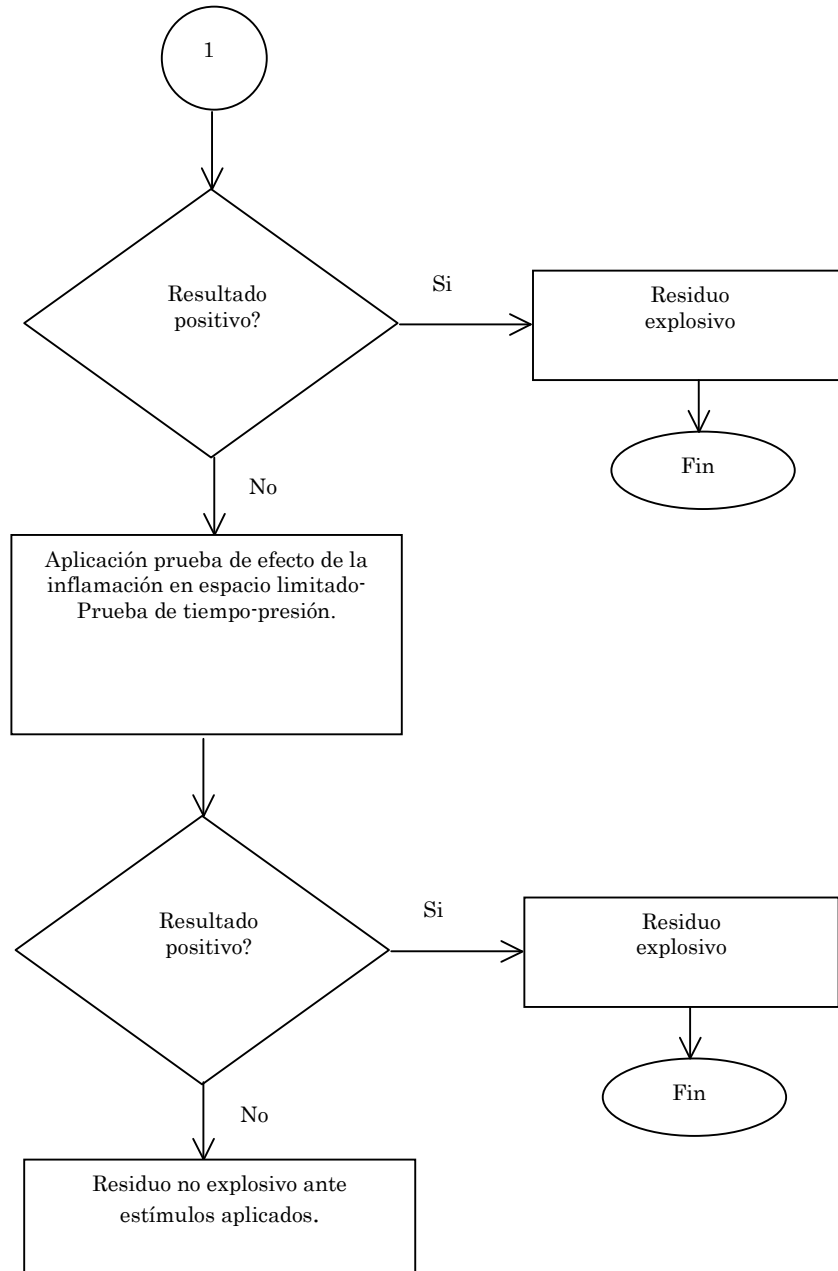 1
Resultado
positivo?
Si
Residuo
explosivo
Fin
No
Aplicación prueba de efecto de la
inflamación en espacio limitado-
Prueba de tiempo-presión.
Resultado
positivo?
Si
Residuo
explosivo
Fin
No
Residuo no explosivo ante
estímulos aplicados.